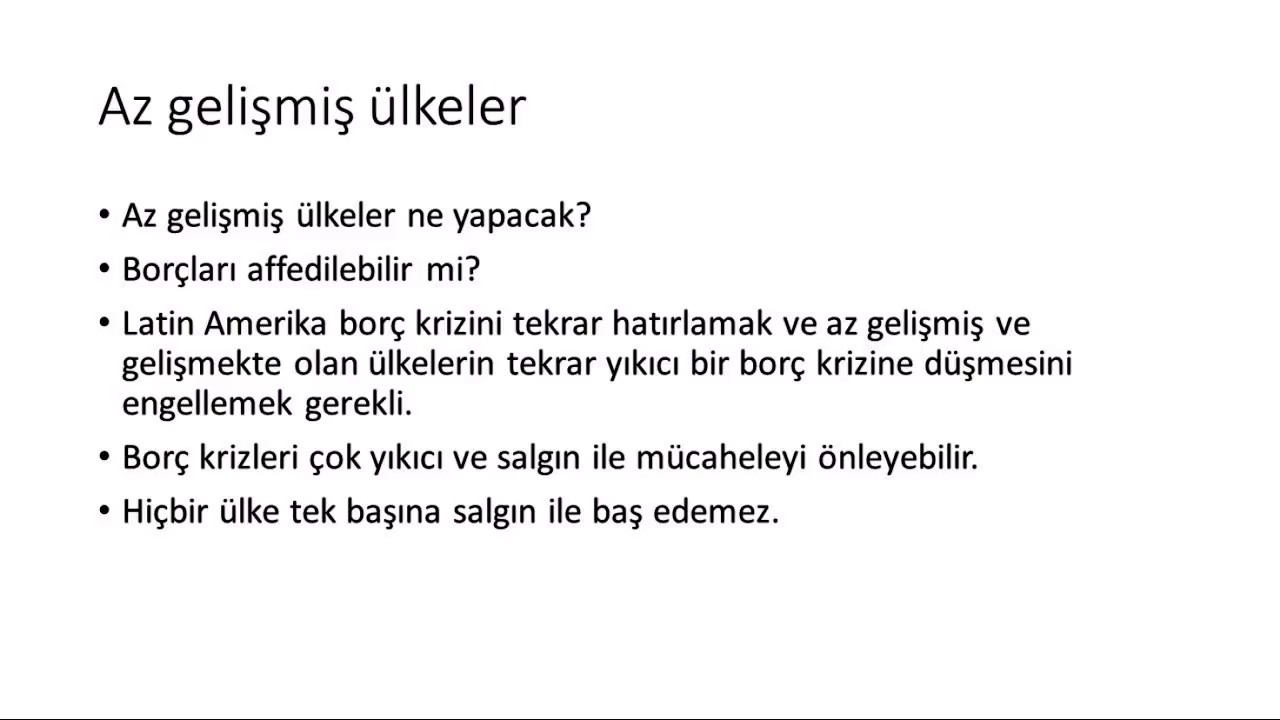 Az gelişmiş ülkeler
• Az gelişmiş ülkeler ne yapacak?
• Borçları affedilebilir mi?
• Latin Amerika borç krizini tekrar hatırlamak ve az gelişmiş ve
gelişmekte olan ülkelerin tekrar yıkıcı bir borç krizine düşmesini
engellemek gerekli.
• Borç krizleri çok yıkıcı ve salgın ile mücaheleyi önleyebilir.
• Hiçbir ülke tek başına salgın ile baş edemez.